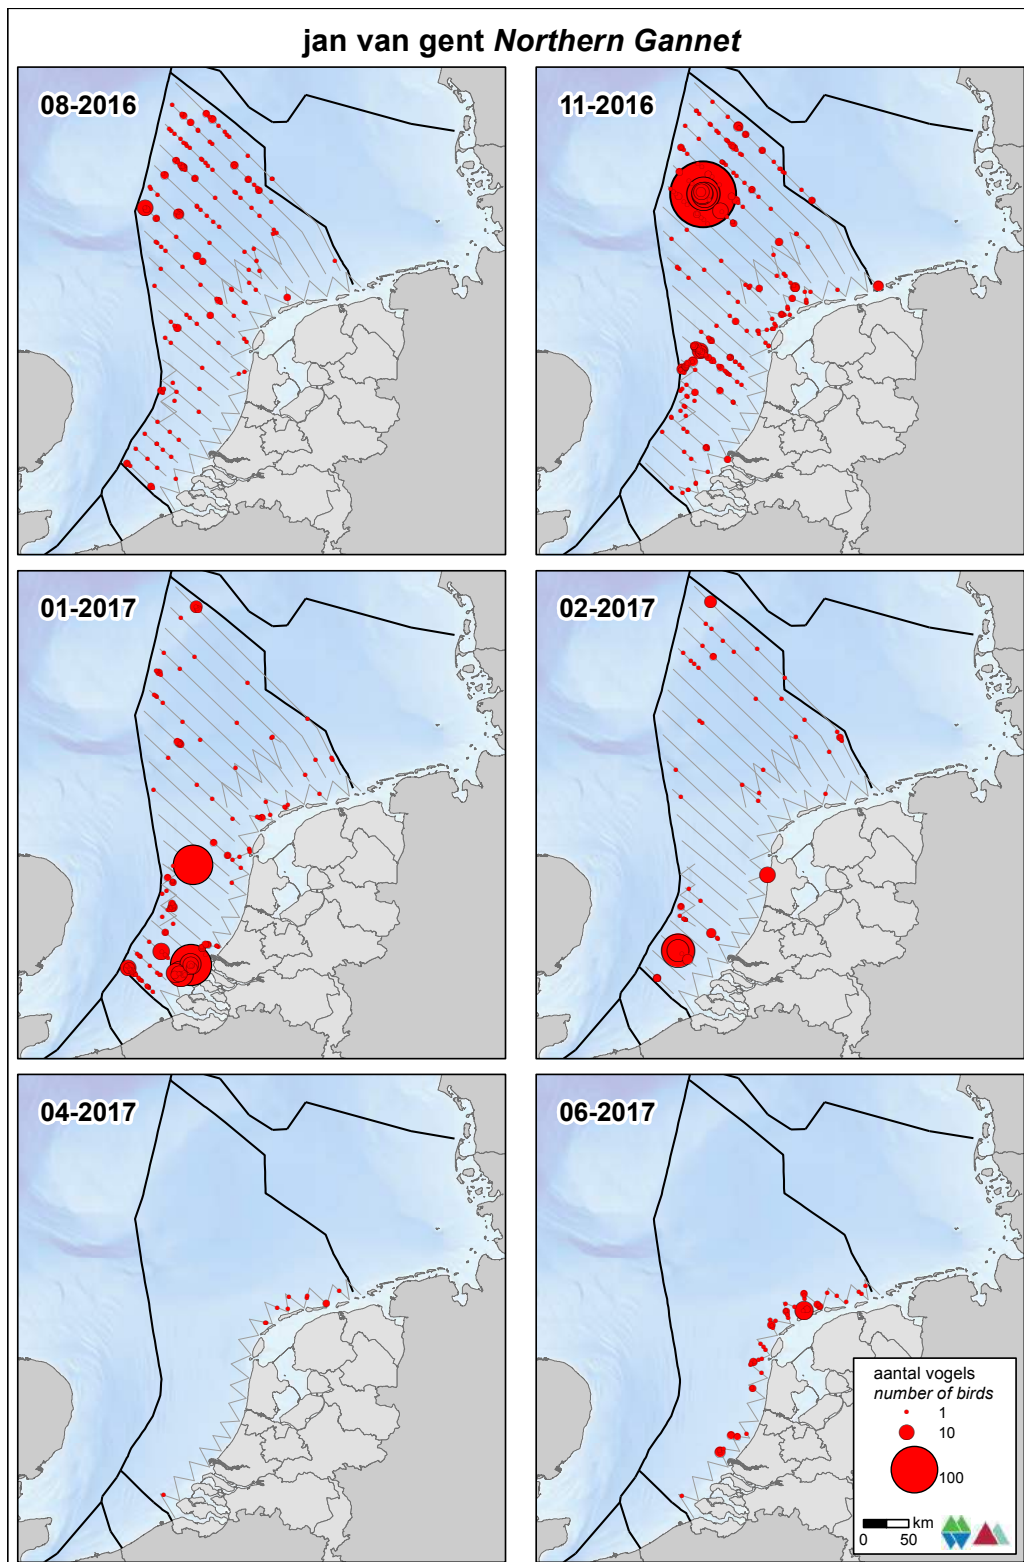 jan van gent Northern Gannet
08-2016
11-2016
01-2017
02-2017
04-2017
06-2017
aantal vogels
number of birds
1
10
100
km
0 50